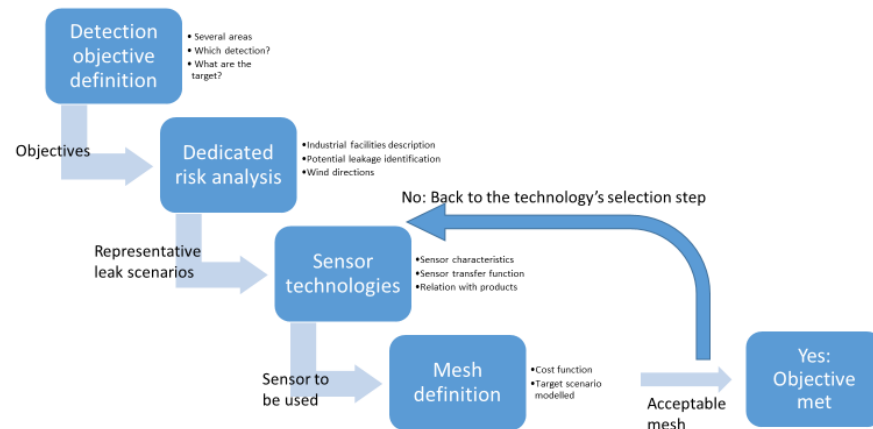 Detection
objective
definition
• Several areas
• Which detection?
• What are the
target?
Objectives
Dedicated
risk analysis
•Industrial facilities description
•Potential leakage identification
•Wind directions
No: Back to the technology's selection step
Representative
leak scenarios
Sensor
technologies
•Sensor characteristics
•Sensor transfer function
•Relation with products
Sensor to
be used
Mesh
definition
•Cost function
•Target scenario
modelled
Acceptable
mesh
Yes:
Objective
met